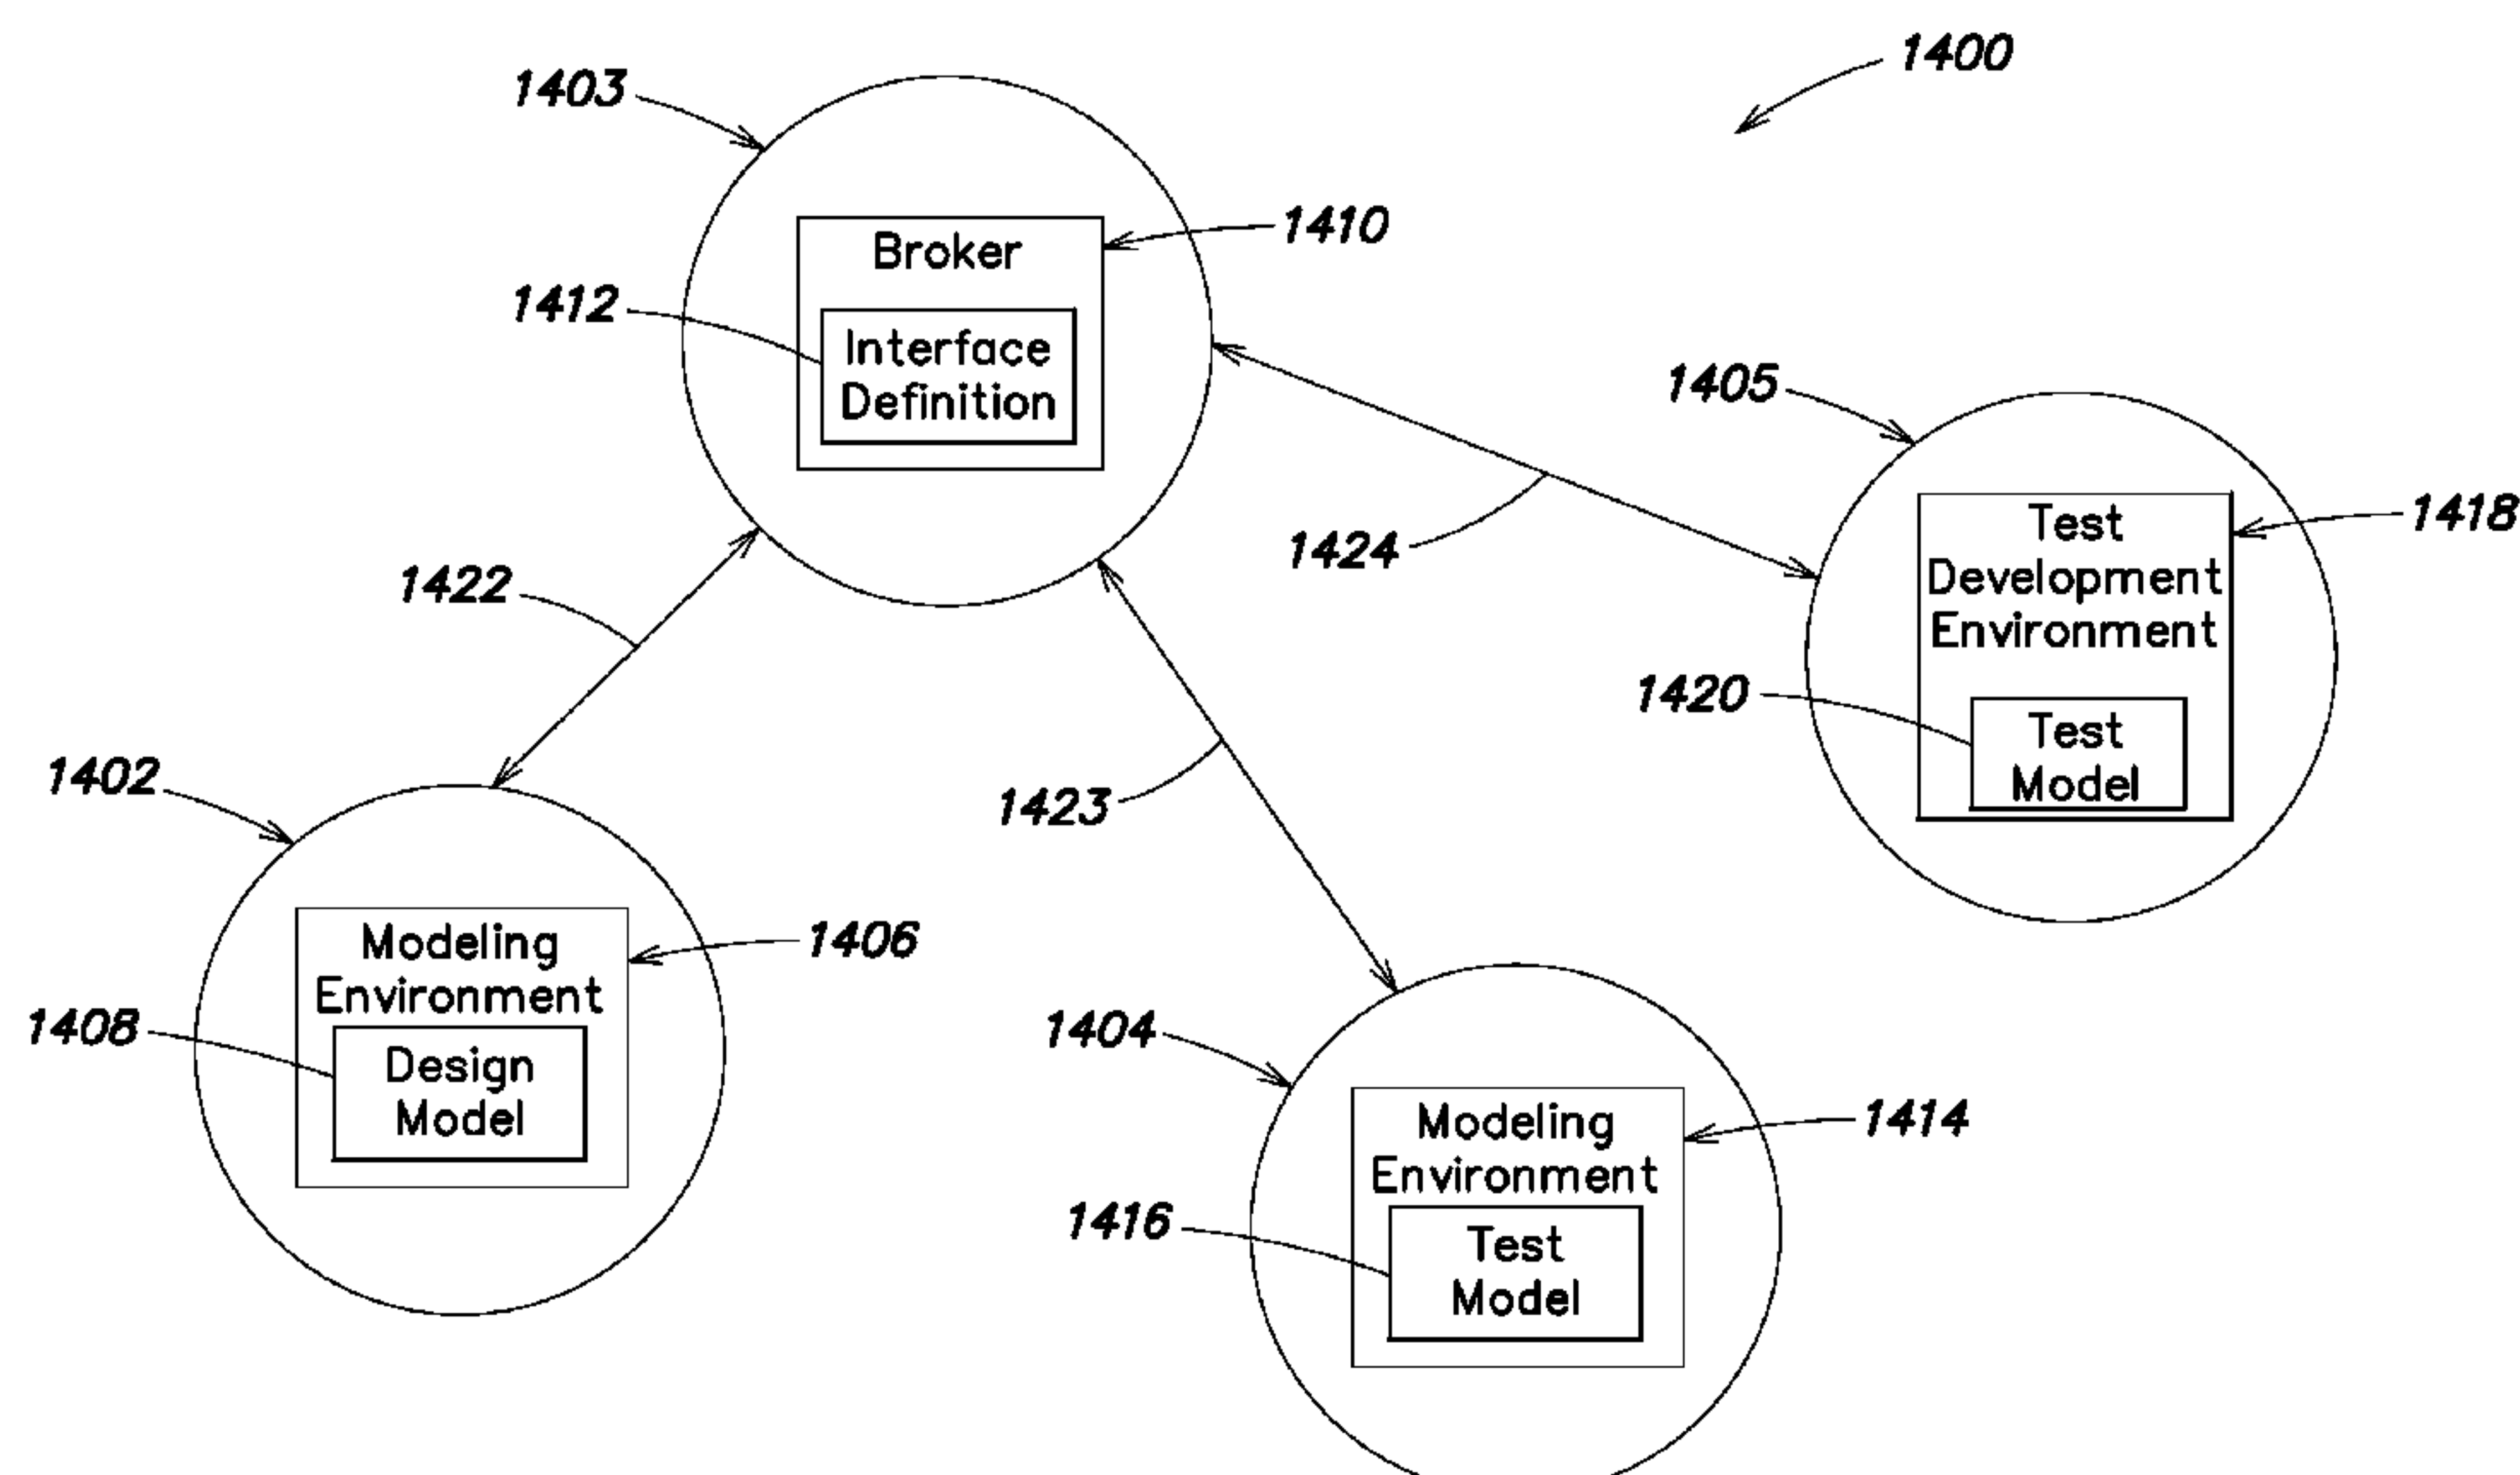 1400
1403
1410
Broker
1412
Interface
Definition
1405
1418
Test
Development
Environment
1424
1422
1420
Test
Model
1402
1423
1406
Modeling
Environment
1408
Design
Model
1404
1414
Modeling
Environment
1416
Test
Model